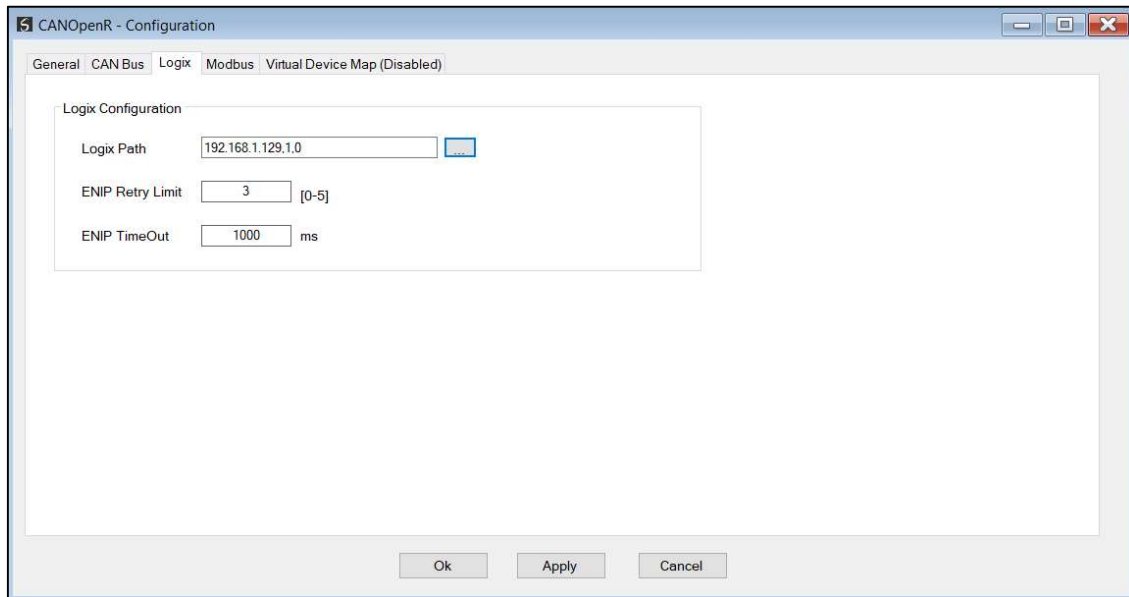 CANOpenR - Configuration
General CAN Bus Logix Modbus Virtual Device Map (Disabled)
Logix Configuration
Logix Path 192.168.1.129,1,0 ...
ENIP Retry Limit 3 [0-5]
ENIP TimeOut 1000 ms
Ok Apply Cancel